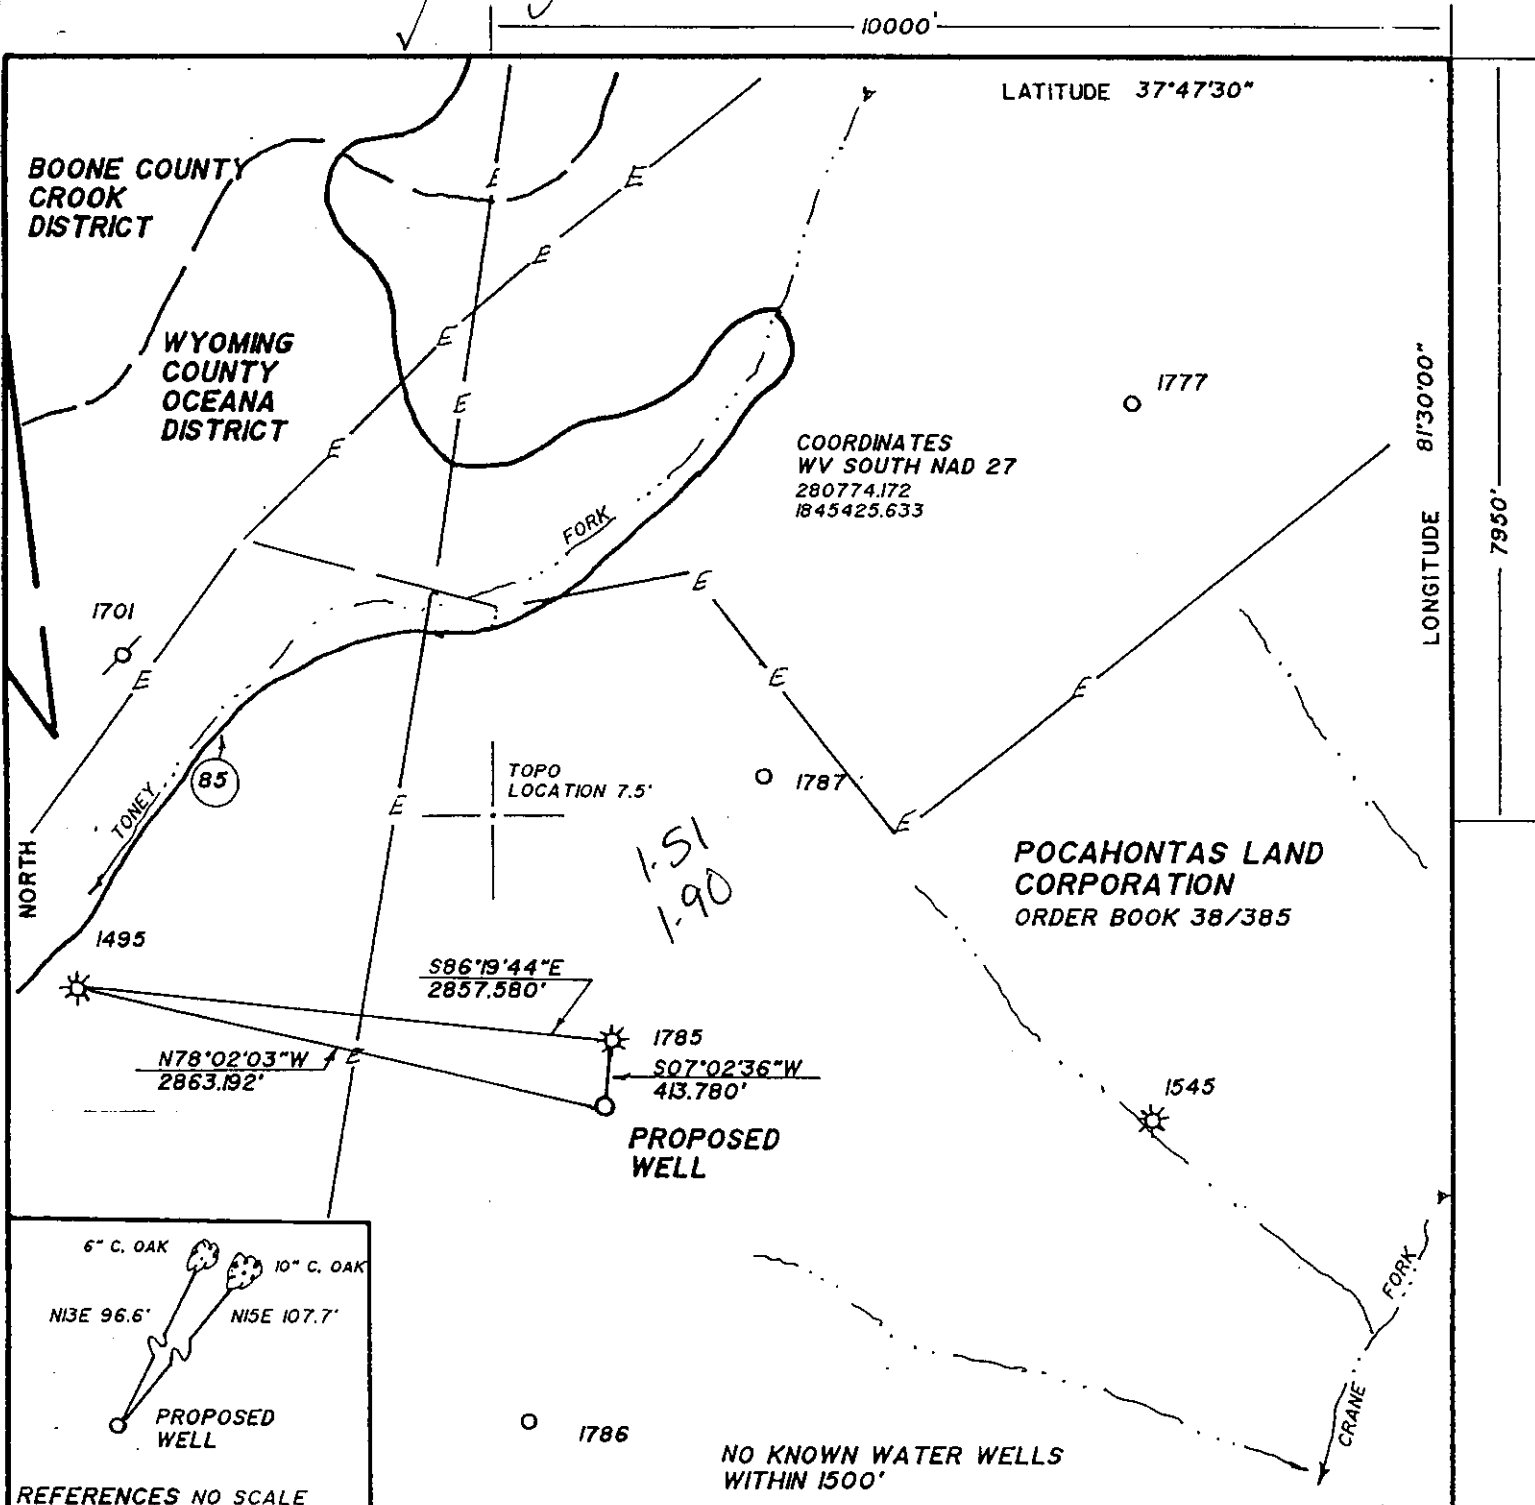 10000'
LATITUDE 37°47'30"
BOONE COUNTY
CROOK
DISTRICT
E
E
E
WYOMING
COUNTY
OCEANA
DISTRICT
E
E
E
1777
LONGITUDE 81°30'00"
7950'
COORDINATES
WV SOUTH NAD 27
280774.172
1845425.633
FORK
E
1701
E
E
E
85
TONEY
TOPO
LOCATION 7.5'
E
1787
E
NORTH
1.51
1.90
POCAHONTAS LAND
CORPORATION
ORDER BOOK 38/385
1495
S86°19'44"E
2857.580'
1785
N78°02'03"W
2863.192'
E
S07°02'36"W
413.780'
PROPOSED
WELL
1545
6" C. OAK
10" C. OAK
N13E 96.6'
N15E 107.7'
PROPOSED
WELL
REFERENCES NO SCALE
1786
NO KNOWN WATER WELLS
WITHIN 1500'
CRANE
FORK